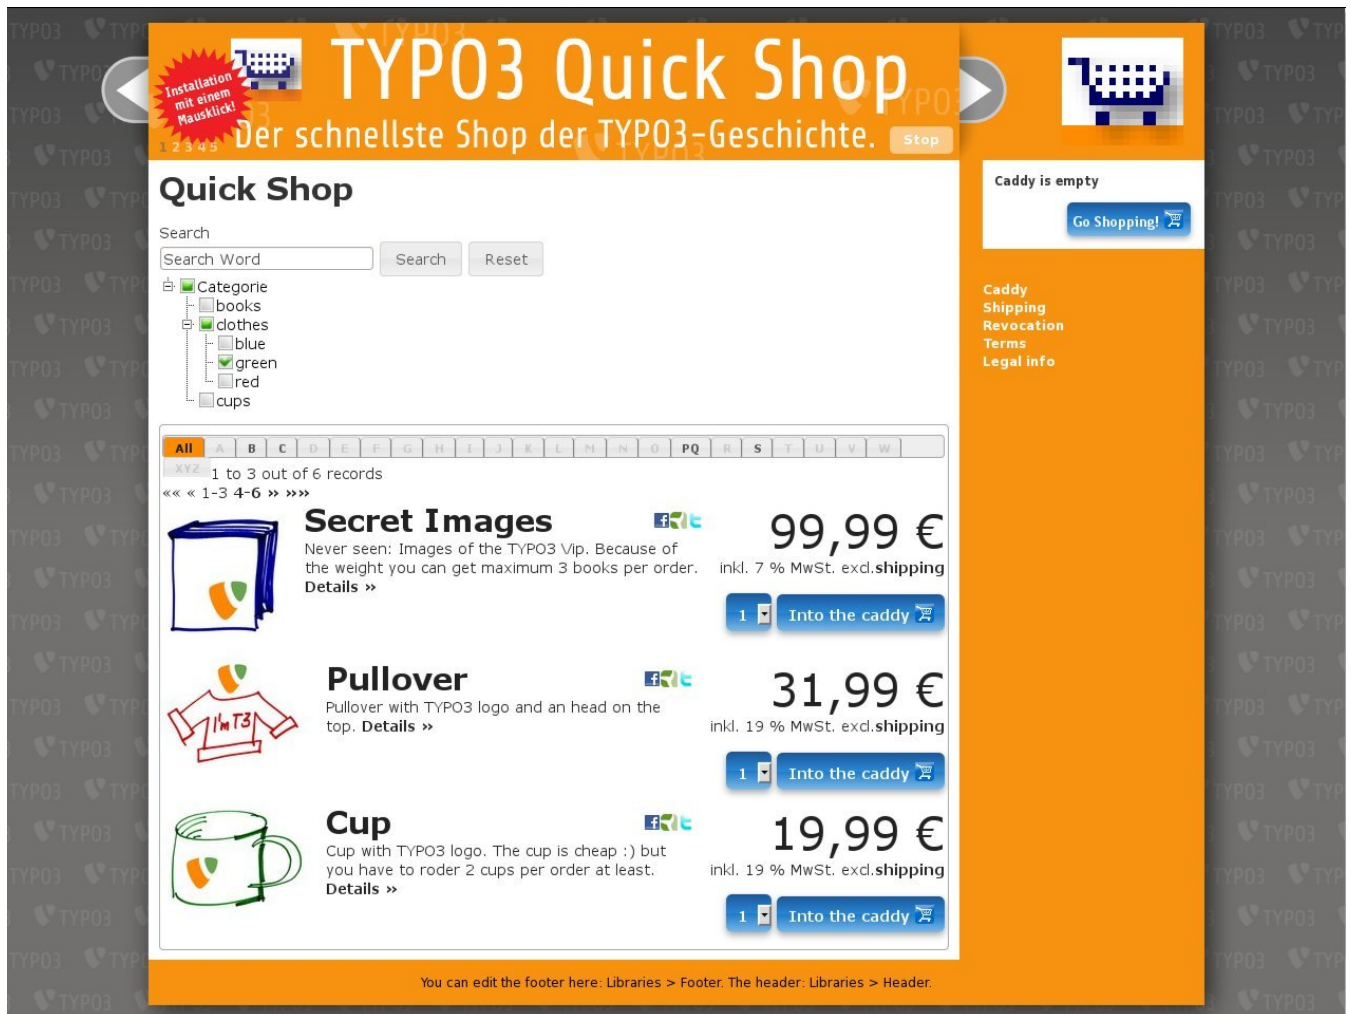 TYPO3 Quick Shop
Installation
mit einem
Mausklick!
Der schnellste Shop der TYPO3-Geschichte.
1 2 3 4 5
Stop
Quick Shop
Caddy is empty
Go Shopping!
Search
Search Word
Search
Reset
Categorie
books
clothes
blue
green
red
cups
Caddy
Shipping
Revocation
Terms
Legal info
All A B C D E F G H I J K L M N O PQ R S T U V W
XYZ 1 to 3 out of 6 records
«« « 1-3 4-6 » »»
Secret Images
Never seen: Images of the TYPO3 Vip. Because of
the weight you can get maximum 3 books per order.
Details »
99,99 €
inkl. 7 % MwSt. excl.shipping
1 Into the caddy
Pullover
Pullover with TYPO3 logo and an head on the
top. Details »
I'm T3
31,99 €
inkl. 19 % MwSt. excl.shipping
1 Into the caddy
Cup
Cup with TYPO3 logo. The cup is cheap :) but
you have to roder 2 cups per order at least.
Details »
19,99 €
inkl. 19 % MwSt. excl.shipping
1 Into the caddy
You can edit the footer here: Libraries > Footer. The header: Libraries > Header.